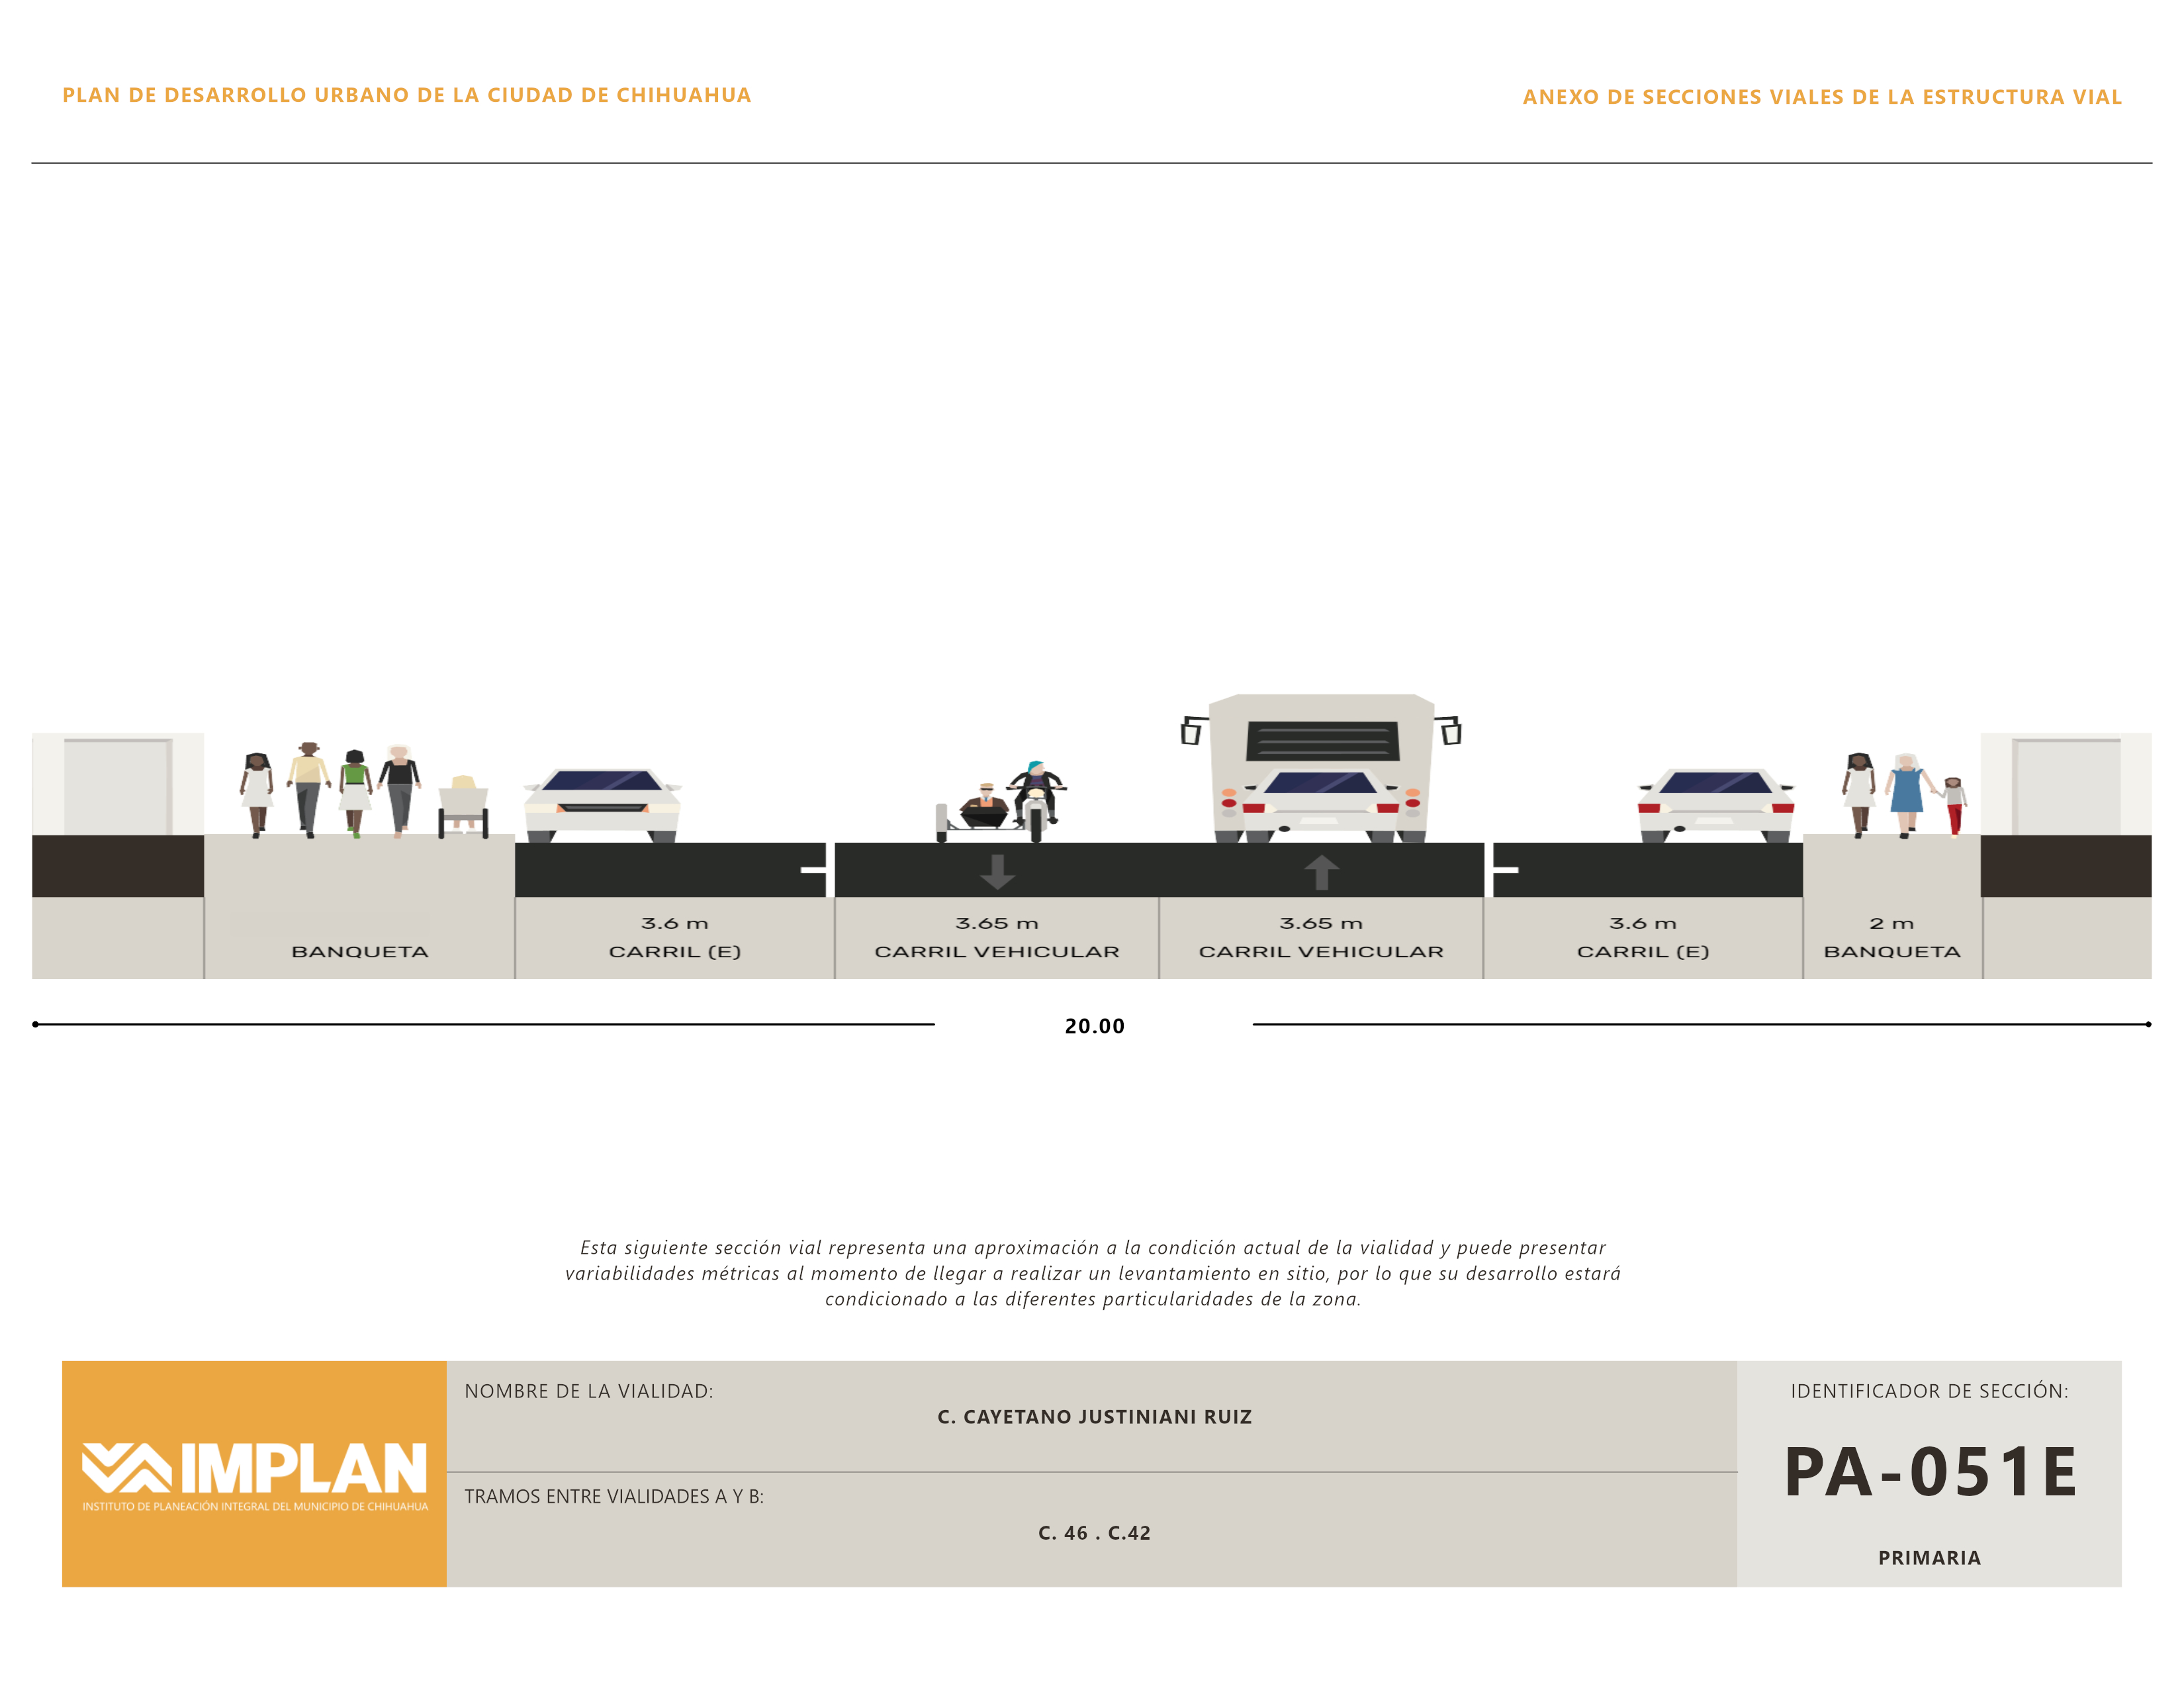 PLAN DE DESARROLLO URBANO DE LA CIUDAD DE CHIHUAHUA
ANEXO DE SECCIONES VIALES DE LA ESTRUCTURA VIAL
BANQUETA
3.6 m
CARRIL (E)
3.65 m
CARRIL VEHICULAR
3.65 m
CARRIL VEHICULAR
3.6 m
CARRIL (E)
2 m
BANQUETA
20.00
Esta siguiente sección vial representa una aproximación a la condición actual de la vialidad y puede presentar
variabilidades métricas al momento de llegar a realizar un levantamiento en sitio, por lo que su desarrollo estará
condicionado a las diferentes particularidades de la zona.
IMPLAN
INSTITUTO DE PLANEACIÓN INTEGRAL DEL MUNICIPIO DE CHIHUAHUA
NOMBRE DE LA VIALIDAD:
C. CAYETANO JUSTINIANI RUIZ
TRAMOS ENTRE VIALIDADES A Y B:
C. 46 . C.42
IDENTIFICADOR DE SECCIÓN:
PA-051E
PRIMARIA